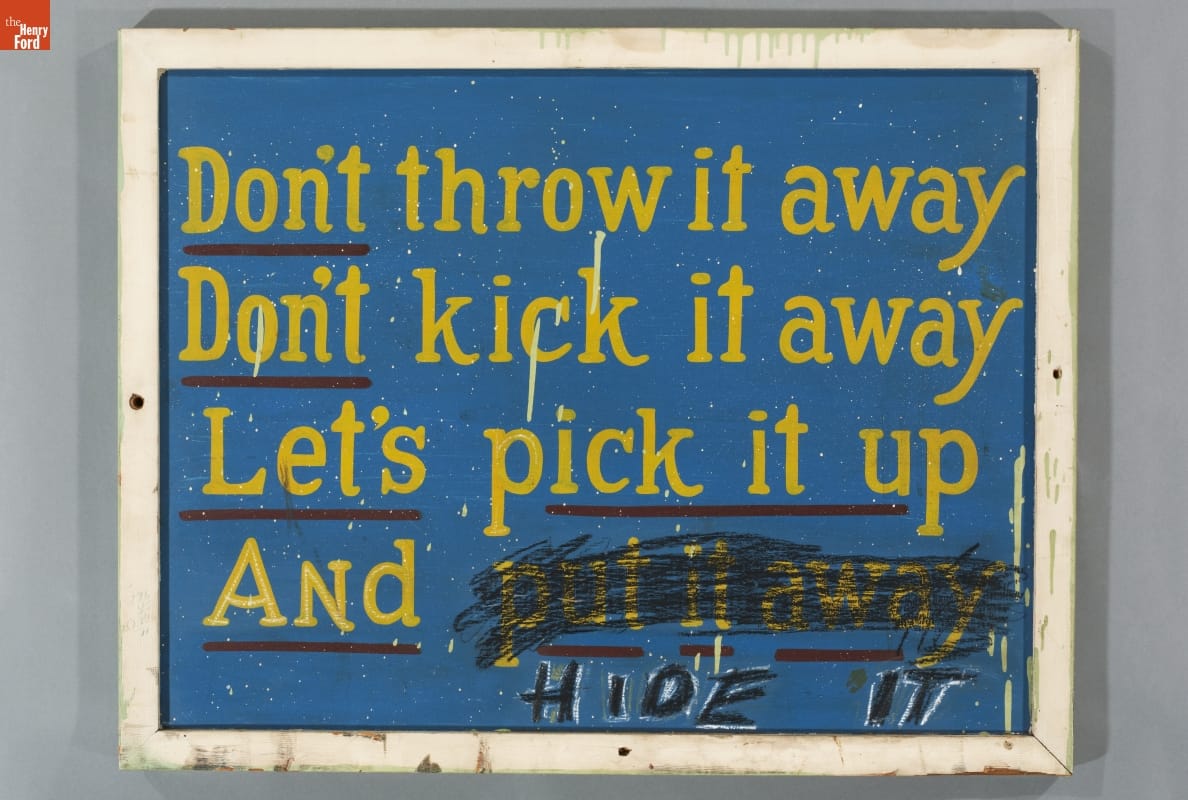 the
Henry
Ford
Don't throw it away
Don't kick it away
Let's pick it up
And put it away
HIDE IT